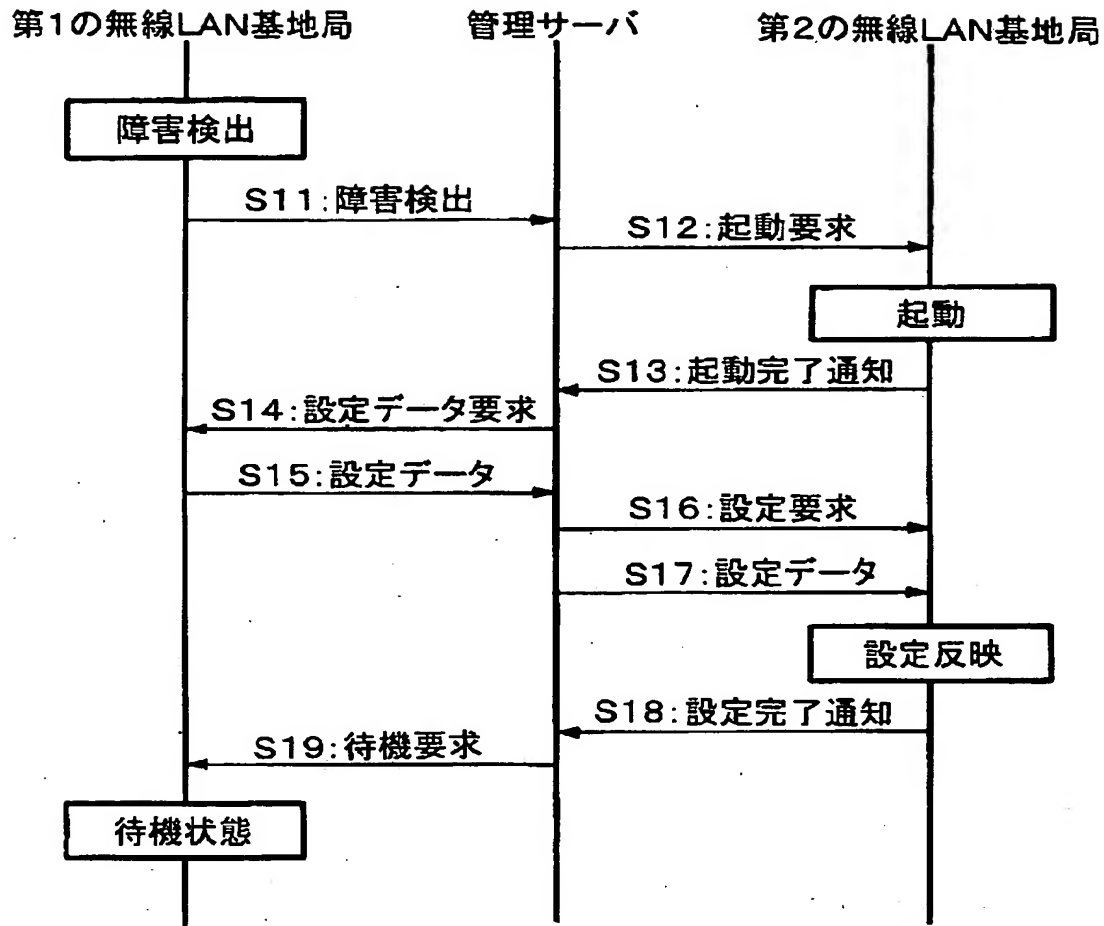 第1の無線LAN基地局
管理サーバ
第2の無線LAN基地局
障害検出
S11:障害検出
S12:起動要求
起動
S13:起動完了通知
S14:設定データ要求
S15:設定データ
S16:設定要求
S17:設定データ
設定反映
S18:設定完了通知
S19:待機要求
待機状態